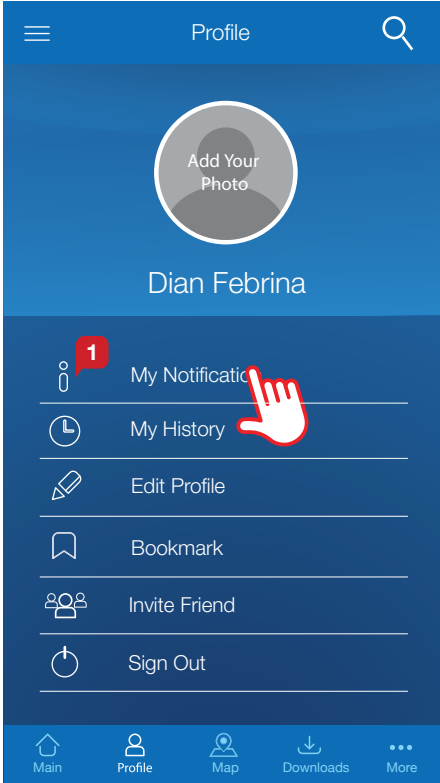 Profile
Add Your
Photo
Dian Febrina
1
My Notificatio
My History
Edit Profile
Bookmark
Invite Friend
Sign Out
Main
Profile
Map
Downloads
More